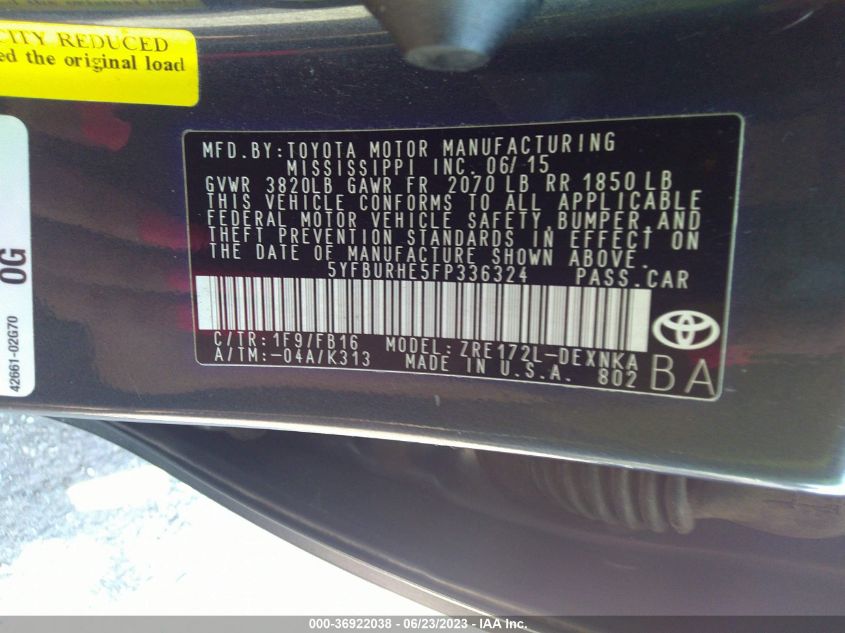 CITY REDUCED
ed the original load
MFD.BY:TOYOTA MOTOR MANUFACTURING
MISSISSIPPI INC. 06/15
GVWR 3820LB GAWR FR 2070 LB RR 1850 LB
THIS VEHICLE CONFORMS TO ALL APPLICABLE
FEDERAL MOTOR VEHICLE SAFETY, BUMPER, AND
THEFT PREVENTION STANDARDS IN EFFECT ON
THE DATE OF MANUFACTURE SHOWN ABOVE.
5YFBURHE5FP336324 PASS.CAR
C/TR: 1F9/FB16 MODEL: ZRE172L-DEXNKA
A/TM:-04A/K313 MADE IN U.S.A. 802
BA
0G
42661-02G70
000-36922038 - 06/23/2023 - IAA Inc.